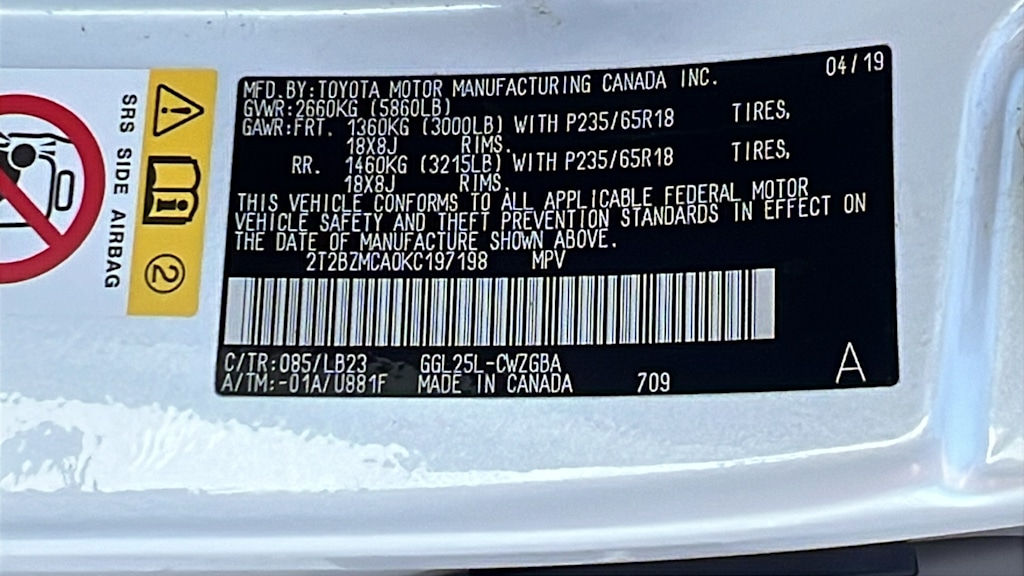 04/19
MFD.BY:TOYOTA MOTOR MANUFACTURING CANADA INC.
GVWR:2660KG (5860LB)
GAWR:FRT. 1360KG (3000LB) WITH P235/65R18 TIRES,
18X8J RIMS.
RR. 1460KG (3215LB) WITH P235/65R18 TIRES,
18X8J RIMS.
THIS VEHICLE CONFORMS TO ALL APPLICABLE FEDERAL MOTOR
VEHICLE SAFETY AND THEFT PREVENTION STANDARDS IN EFFECT ON
THE DATE OF MANUFACTURE SHOWN ABOVE.
2T2BZMCA0KC197198 MPV
C/TR:085/LB23 GGL25L-CWZGBA
A/TM:-01A/U881F MADE IN CANADA 709
A
SRS SIDE AIRBAG
2